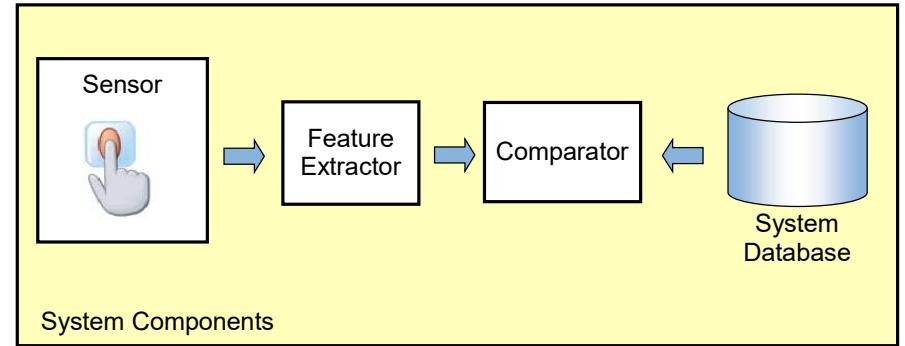 Sensor
Feature
Extractor
Comparator
System
Database
System Components